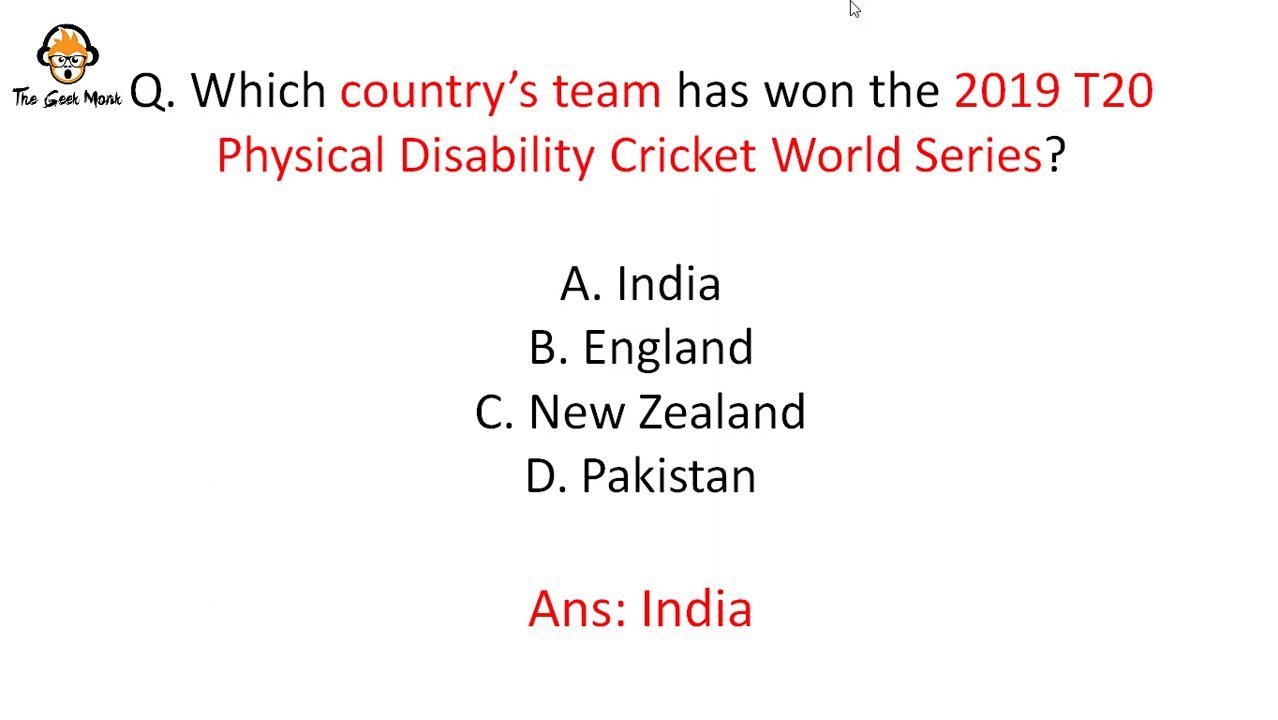 The Geek Monk
Q. Which country’s team has won the 2019 T20
Physical Disability Cricket World Series?
A. India
B. England
C. New Zealand
D. Pakistan
Ans: India